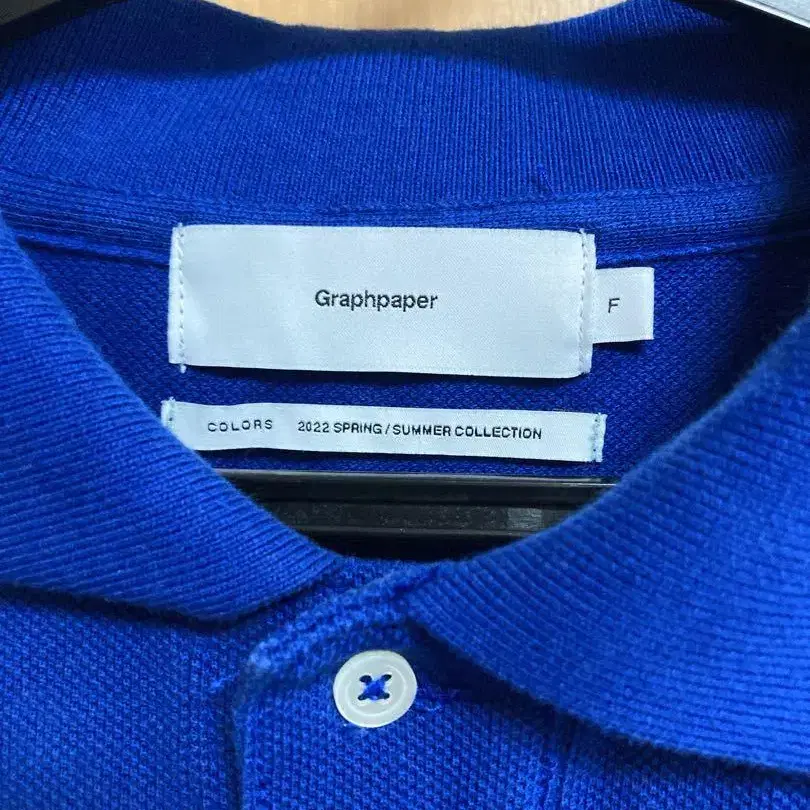 Graphpaper
F
COLORS 2022 SPRING / SUMMER COLLECTION